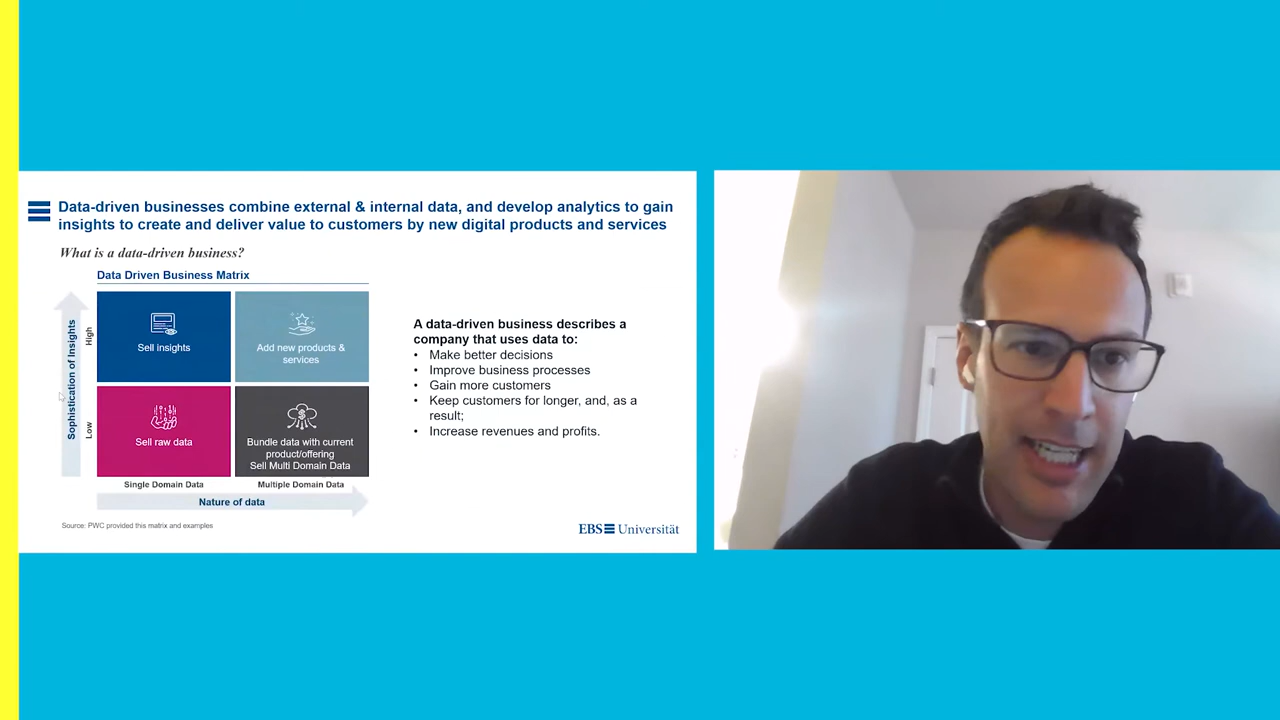 Data-driven businesses combine external & internal data, and develop analytics to gain
insights to create and deliver value to customers by new digital products and services
What is a data-driven business?
Data Driven Business Matrix
Sophistication of Insights
High
Low
Sell insights
Add new products &
services
Sell raw data
Bundle data with current
product/offering
Sell Multi Domain Data
Single Domain Data
Multiple Domain Data
Nature of data
A data-driven business describes a
company that uses data to:
• Make better decisions
• Improve business processes
• Gain more customers
• Keep customers for longer, and, as a
result;
• Increase revenues and profits.
Source: PWC provided this matrix and examples
EBS Universität